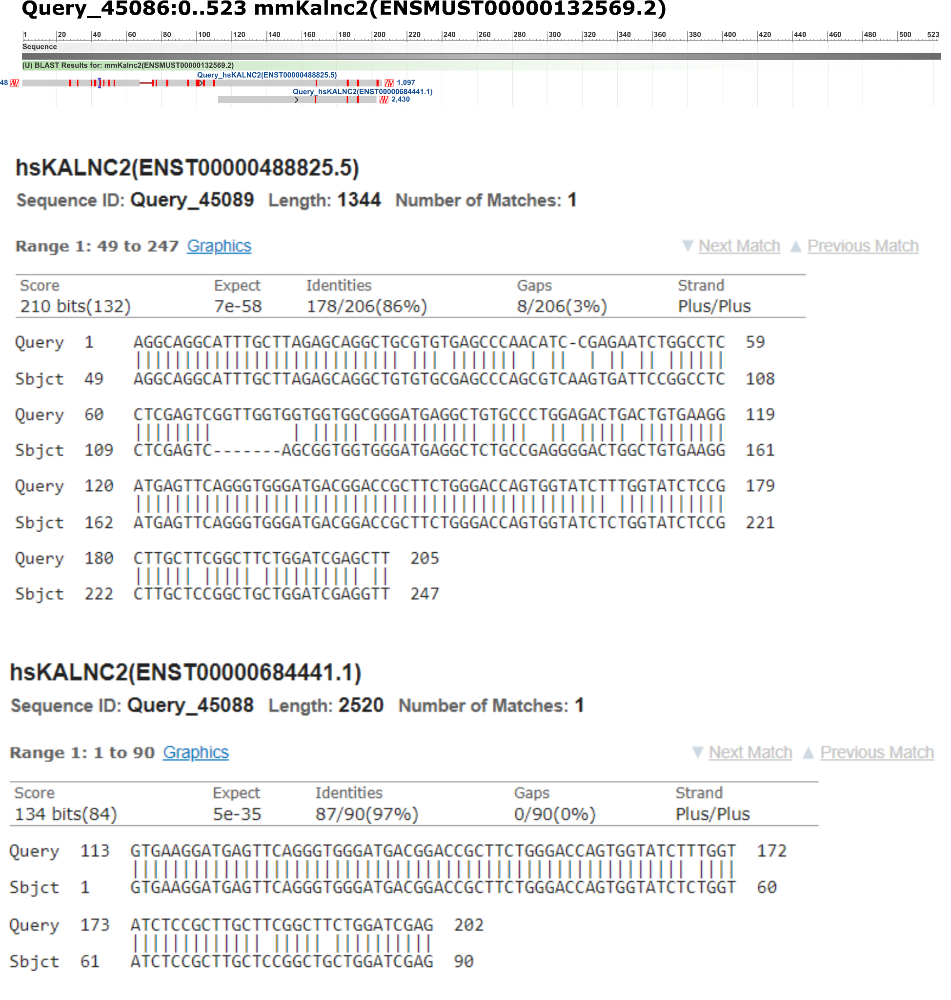 Query_45086:0..523 mmKalnc2(ENSMUST00000132569.2)
1 20 40 60 80 100 120 140 160 180 200 220 240 260 280 300 320 340 360 380 400 420 440 460 480 500 523
Sequence
(U) BLAST Results for: mmKalnc2(ENSMUST00000132569.2)
Query_hsKALNC2(ENST00000488825.5)
48 1,097
Query_hsKALNC2(ENST00000684441.1)
2,430
hsKALNC2(ENST00000488825.5)
Sequence ID: Query_45089 Length: 1344 Number of Matches: 1
Range 1: 49 to 247 Graphics ▼ Next Match ▲ Previous Match
Score Expect Identities Gaps Strand
210 bits(132) 7e-58 178/206(86%) 8/206(3%) Plus/Plus
Query 1 AGGCAGGCATTTGCTTAGAGCAGGCTGCGTGTGAGCCCAACATC-CGAGAATCTGGCCTC 59
Sbjct 49 AGGCAGGCATTTGCTTAGAGCAGGCTGTGTGCGAGCCCAGCGTCAAGTGATTCCGGCCTC 108
Query 60 CTCGAGTCGGTTGGTGGTGGTGGCGGGATGAGGCTGTGCCCTGGAGACTGACTGTGAAGG 119
Sbjct 109 CTCGAGTC-------AGCGGTGGTGGGATGAGGCTCTGCCGAGGGGACTGGCTGTGAAGG 161
Query 120 ATGAGTTCAGGGTGGGATGACGGACCGCTTCTGGGACCAGTGGTATCTTTGGTATCTCCG 179
Sbjct 162 ATGAGTTCAGGGTGGGATGACGGACCGCTTCTGGGACCAGTGGTATCTCTGGTATCTCCG 221
Query 180 CTTGCTTCGGCTTCTGGATCGAGCTT 205
Sbjct 222 CTTGCTCCGGCTGCTGGATCGAGGTT 247
hsKALNC2(ENST00000684441.1)
Sequence ID: Query_45088 Length: 2520 Number of Matches: 1
Range 1: 1 to 90 Graphics ▼ Next Match ▲ Previous Match
Score Expect Identities Gaps Strand
134 bits(84) 5e-35 87/90(97%) 0/90(0%) Plus/Plus
Query 113 GTGAAGGATGAGTTCAGGGTGGGATGACGGACCGCTTCTGGGACCAGTGGTATCTTTGGT 172
Sbjct 1 GTGAAGGATGAGTTCAGGGTGGGATGACGGACCGCTTCTGGGACCAGTGGTATCTCTGGT 60
Query 173 ATCTCCGCTTGCTTCGGCTTCTGGATCGAG 202
Sbjct 61 ATCTCCGCTTGCTCCGGCTGCTGGATCGAG 90